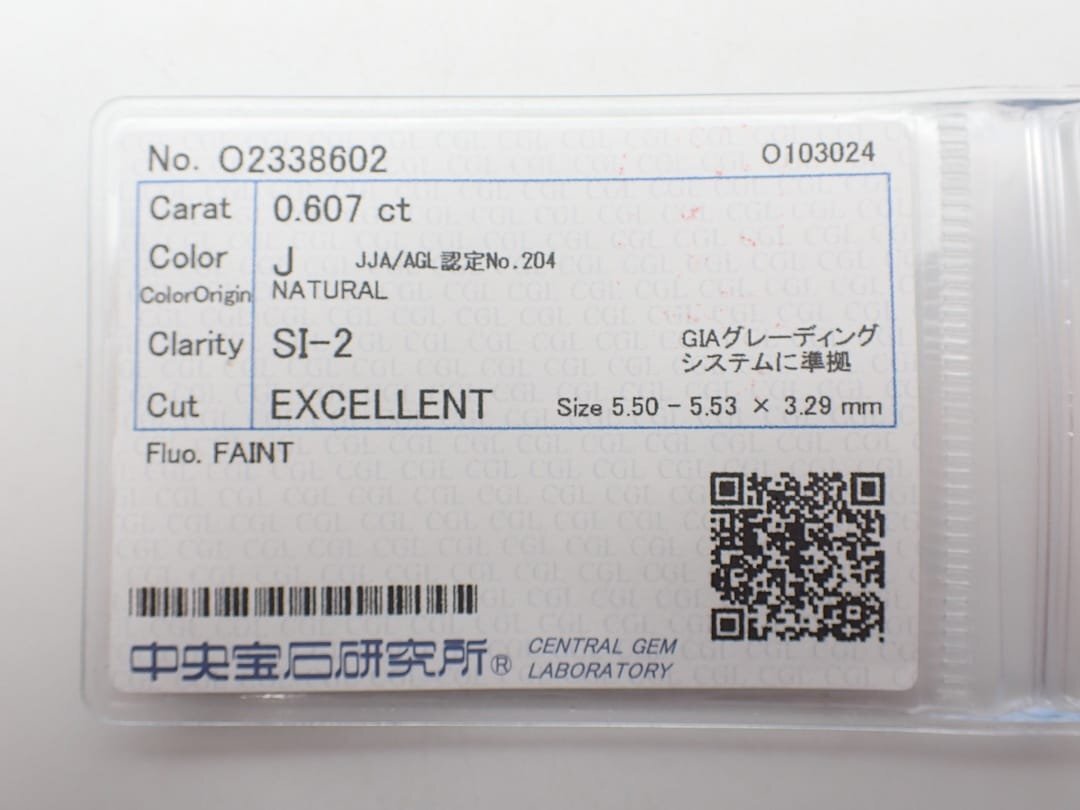 No. O2338602 O103024
Carat 0.607 ct
Color J JJA/AGL認定No.204
ColorOrigin NATURAL
Clarity SI-2 GIAグレーディング
システムに準拠
Cut EXCELLENT Size 5.50 - 5.53 × 3.29 mm
Fluo. FAINT
中央宝石研究所® CENTRAL GEM
LABORATORY